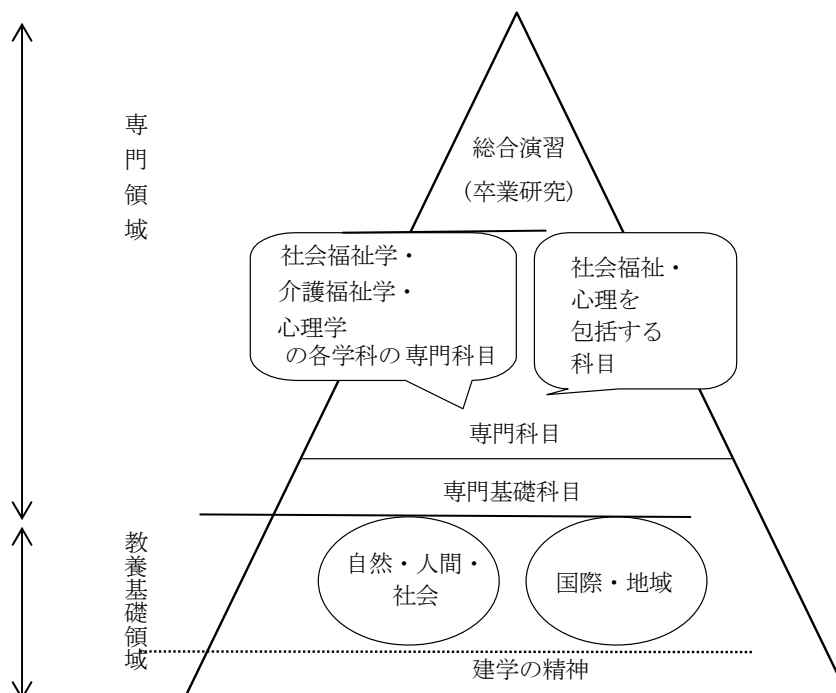 専門領域
総合演習
(卒業研究)
社会福祉学・
介護福祉学・
心理学
の各学科の専門科目
社会福祉・
心理を
包括する
科目
専門科目
専門基礎科目
教養基礎領域
自然・人間・
社会
国際・地域
建学の精神